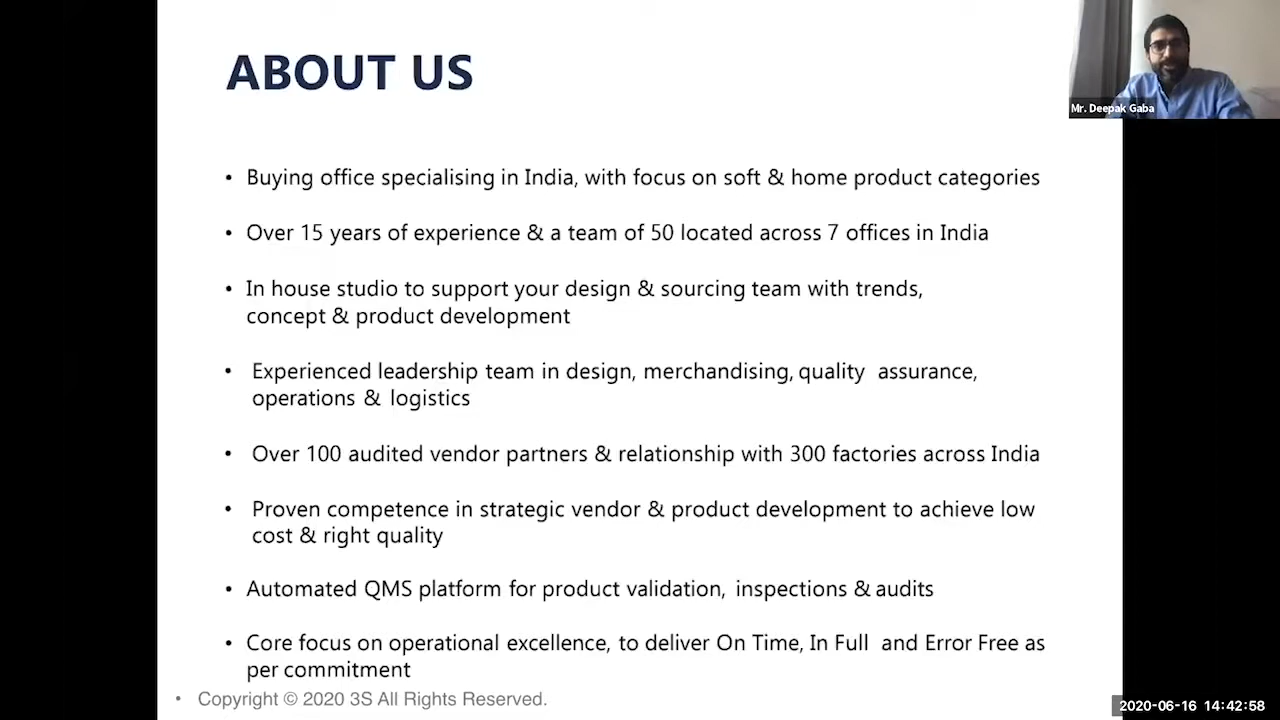 ABOUT US
Mr. Deepak Gaba
• Buying office specialising in India, with focus on soft & home product categories
• Over 15 years of experience & a team of 50 located across 7 offices in India
• In house studio to support your design & sourcing team with trends,
concept & product development
• Experienced leadership team in design, merchandising, quality assurance,
operations & logistics
• Over 100 audited vendor partners & relationship with 300 factories across India
• Proven competence in strategic vendor & product development to achieve low
cost & right quality
• Automated QMS platform for product validation, inspections & audits
• Core focus on operational excellence, to deliver On Time, In Full and Error Free as
per commitment
• Copyright © 2020 3S All Rights Reserved.
2020-06-16 14:42:58